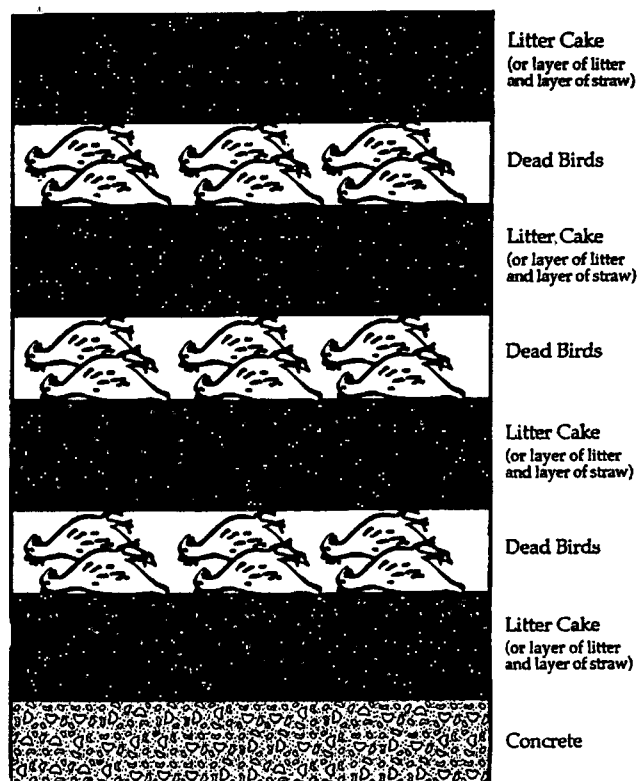 Litter Cake
(or layer of litter
and layer of straw)
Dead Birds
Litter Cake
(or layer of litter
and layer of straw)
Dead Birds
Litter Cake
(or layer of litter
and layer of straw)
Dead Birds
Litter Cake
(or layer of litter
and layer of straw)
Concrete